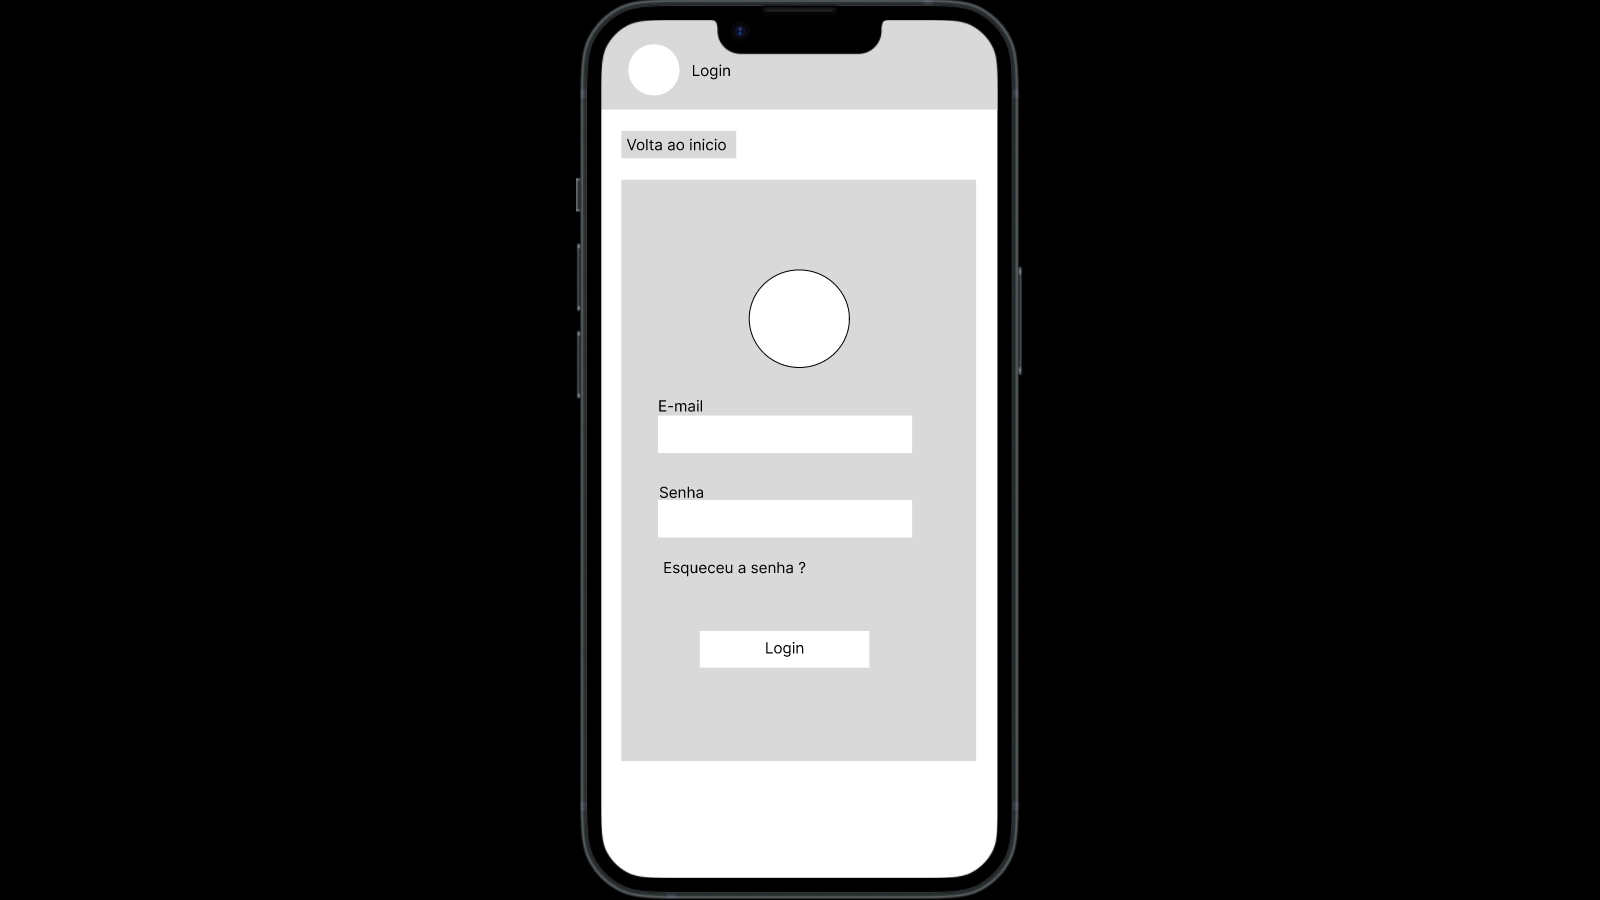 Login
Volta ao inicio
E-mail
Senha
Esqueceu a senha ?
Login